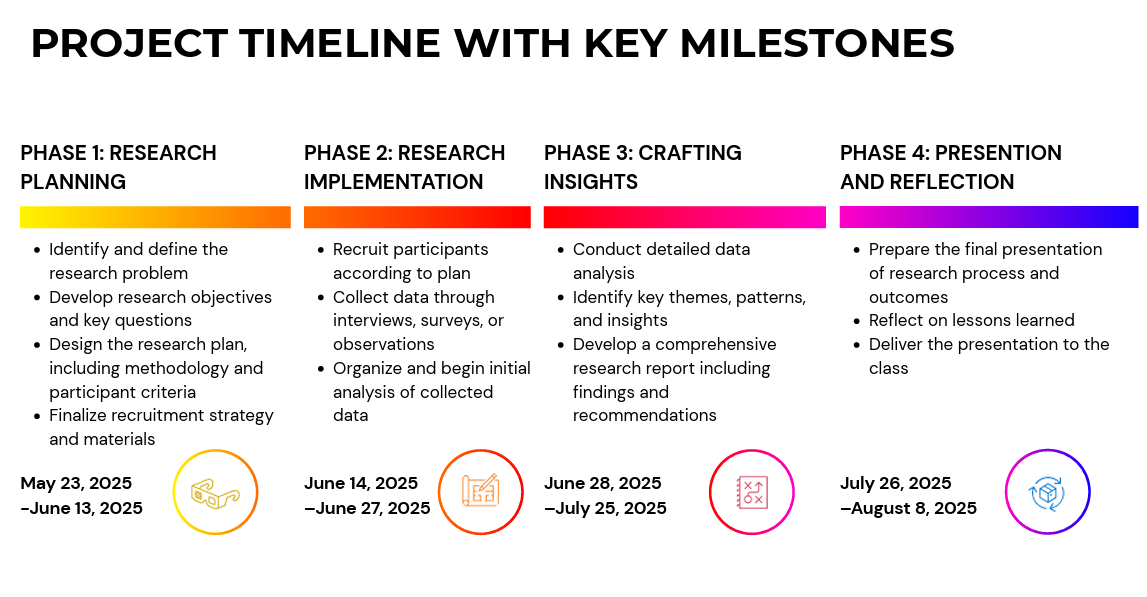 PROJECT TIMELINE WITH KEY MILESTONES
PHASE 1: RESEARCH
PLANNING
• Identify and define the
research problem
• Develop research objectives
and key questions
• Design the research plan,
including methodology and
participant criteria
• Finalize recruitment strategy
and materials
May 23, 2025
-June 13, 2025
PHASE 2: RESEARCH
IMPLEMENTATION
• Recruit participants
according to plan
• Collect data through
interviews, surveys, or
observations
• Organize and begin initial
analysis of collected
data
June 14, 2025
–June 27, 2025
PHASE 3: CRAFTING
INSIGHTS
• Conduct detailed data
analysis
• Identify key themes, patterns,
and insights
• Develop a comprehensive
research report including
findings and
recommendations
June 28, 2025
–July 25, 2025
PHASE 4: PRESENTION
AND REFLECTION
• Prepare the final presentation
of research process and
outcomes
• Reflect on lessons learned
• Deliver the presentation to the
class
July 26, 2025
–August 8, 2025